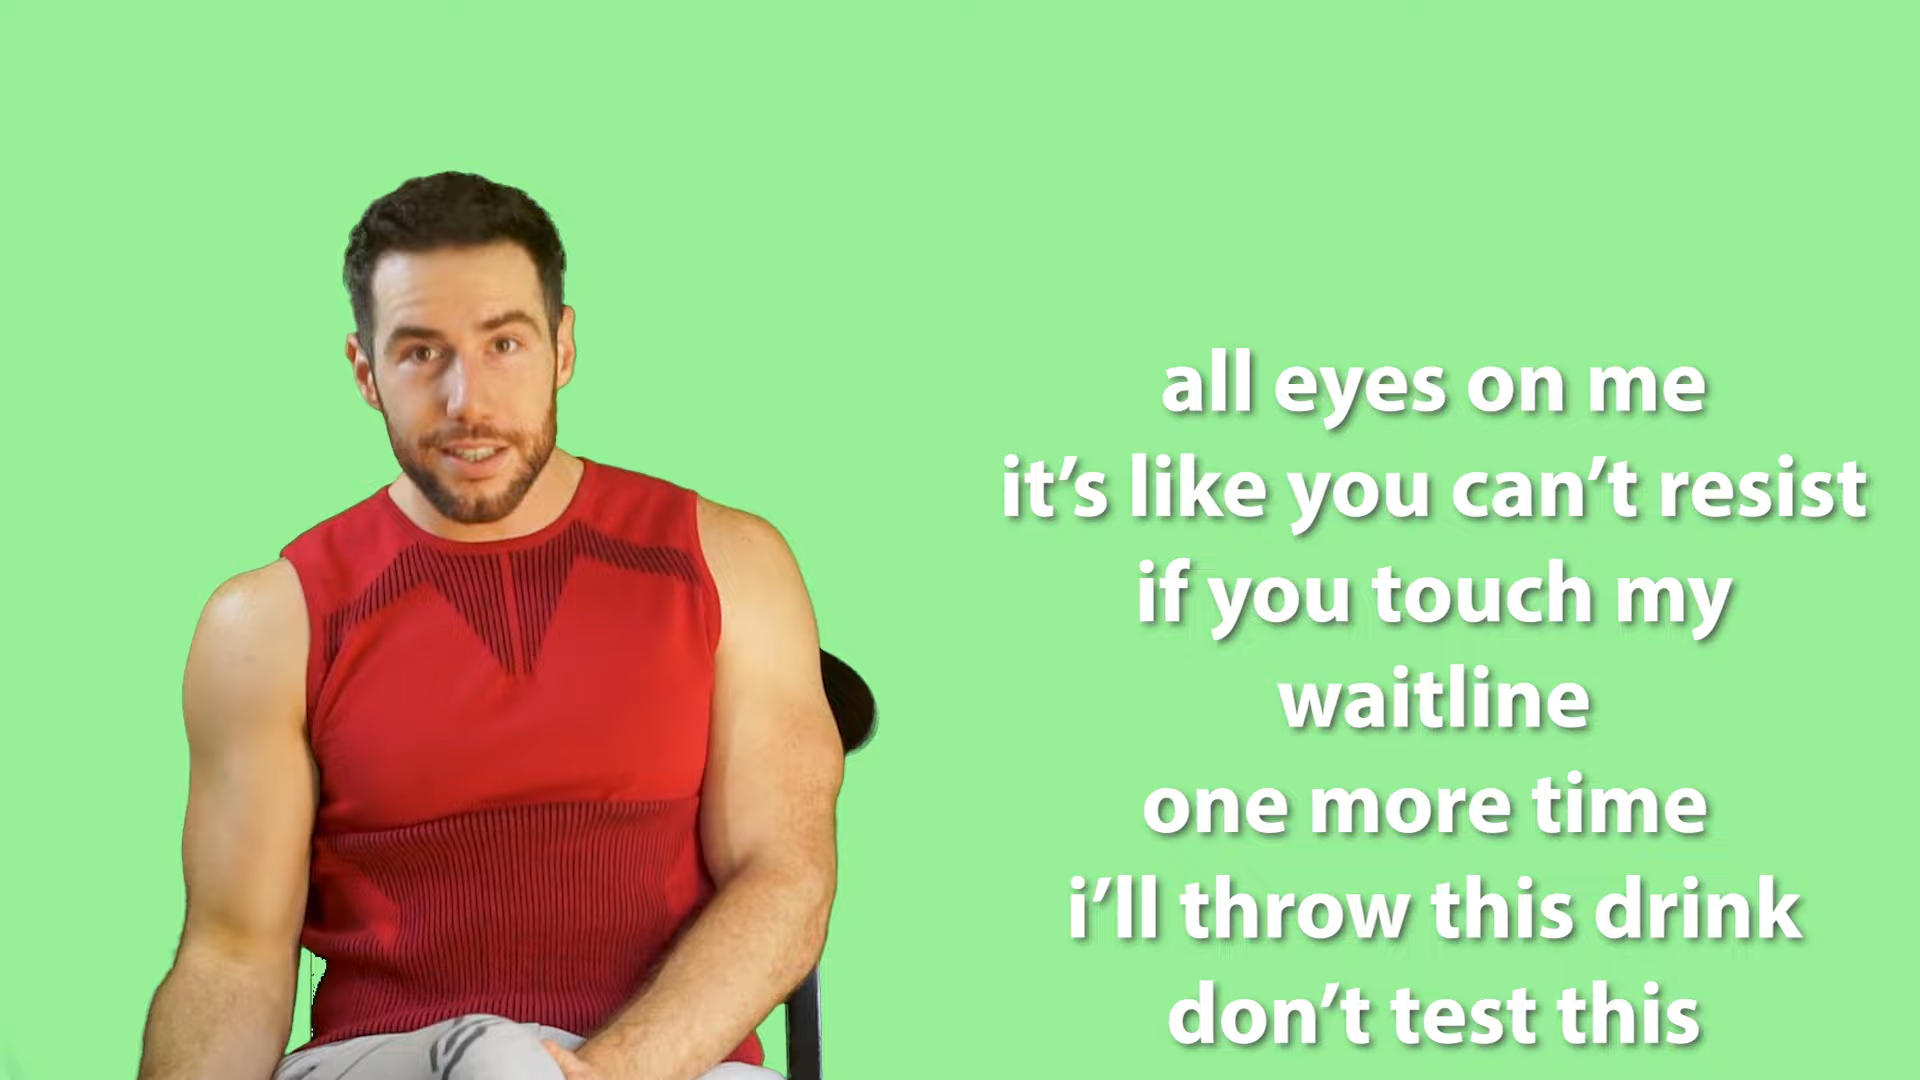 all eyes on me
it’s like you can’t resist
if you touch my
waitline
one more time
i’ll throw this drink
don’t test this